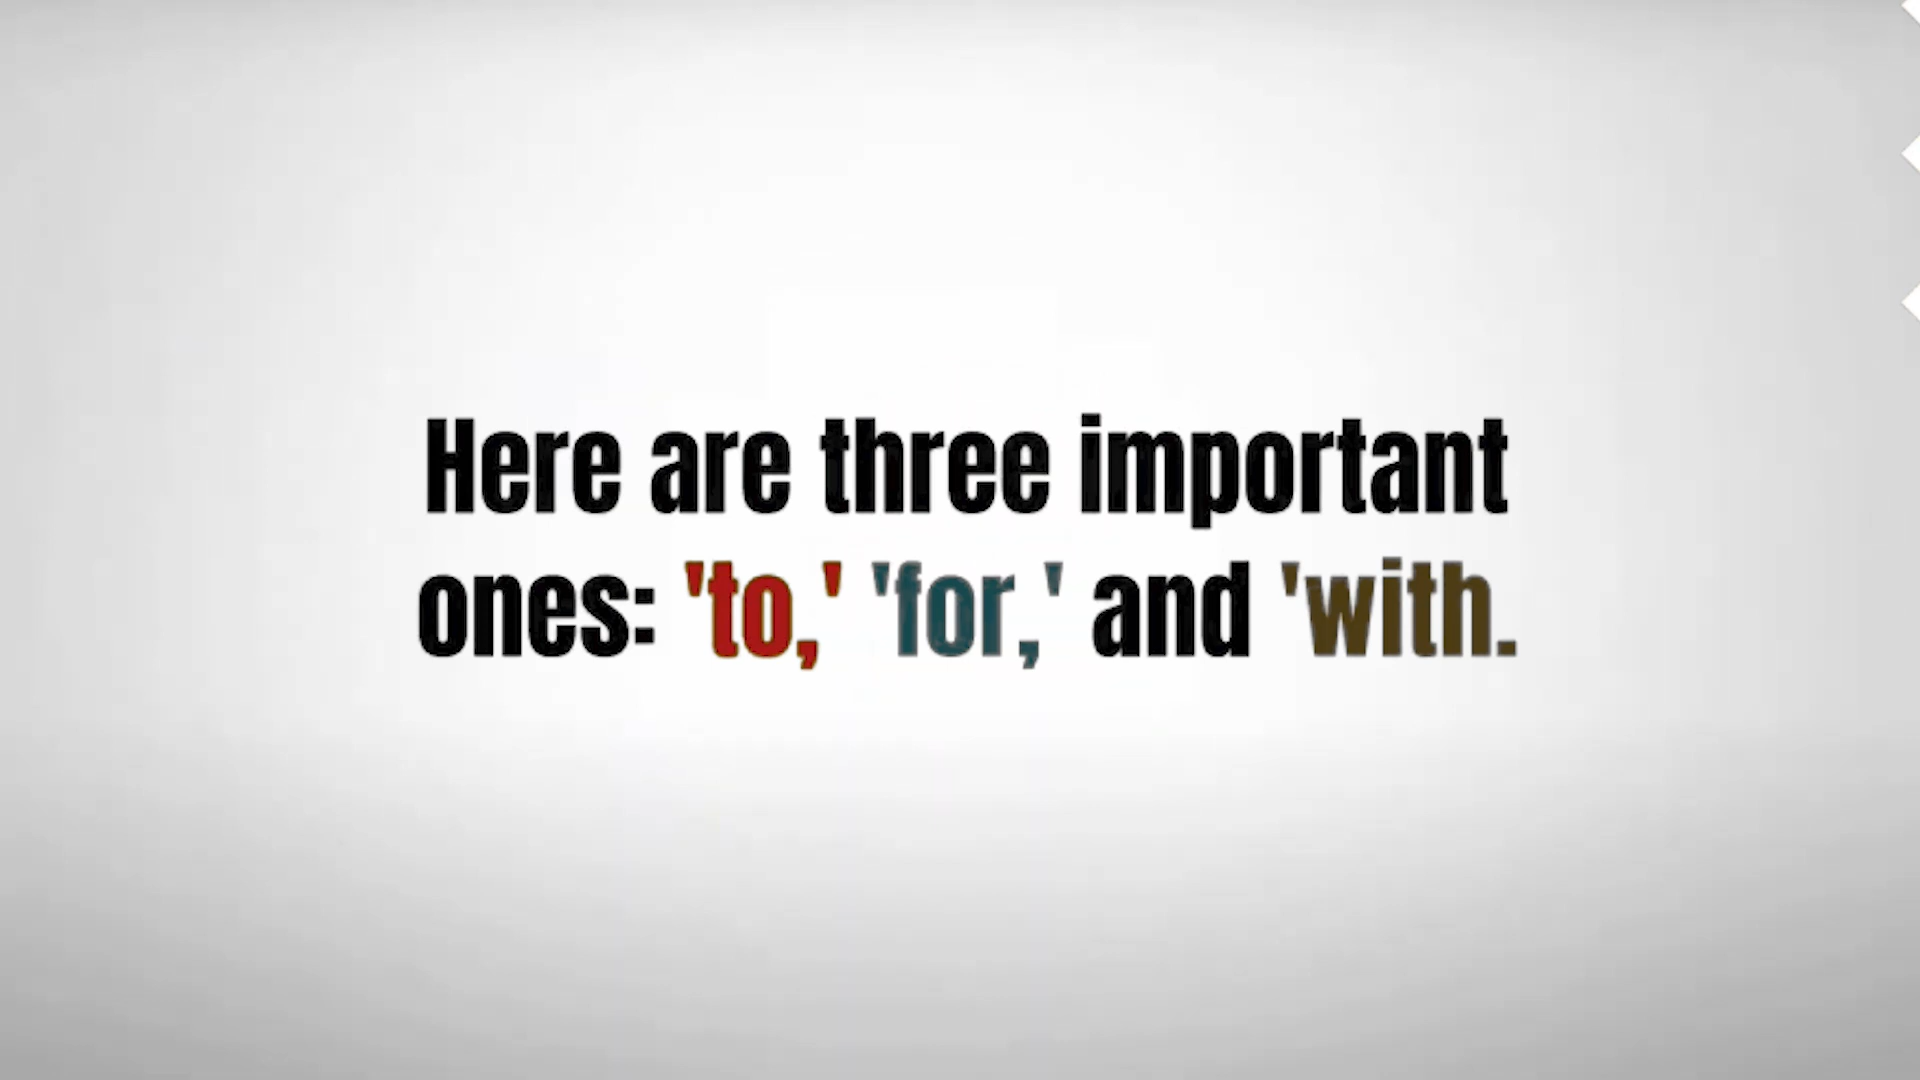 Here are three important
ones: 'to,' 'for,' and 'with.